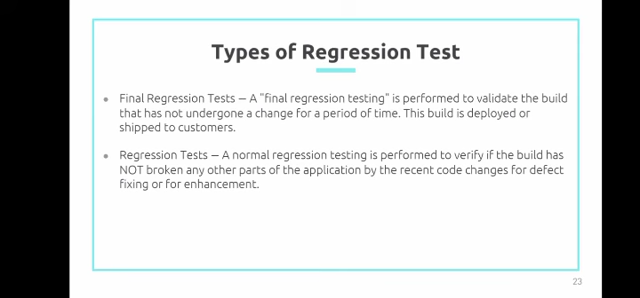 Types of Regression Test
• Final Regression Tests – A "final regression testing" is performed to validate the build
that has not undergone a change for a period of time. This build is deployed or
shipped to customers.
• Regression Tests – A normal regression testing is performed to verify if the build has
NOT broken any other parts of the application by the recent code changes for defect
fixing or for enhancement.
23